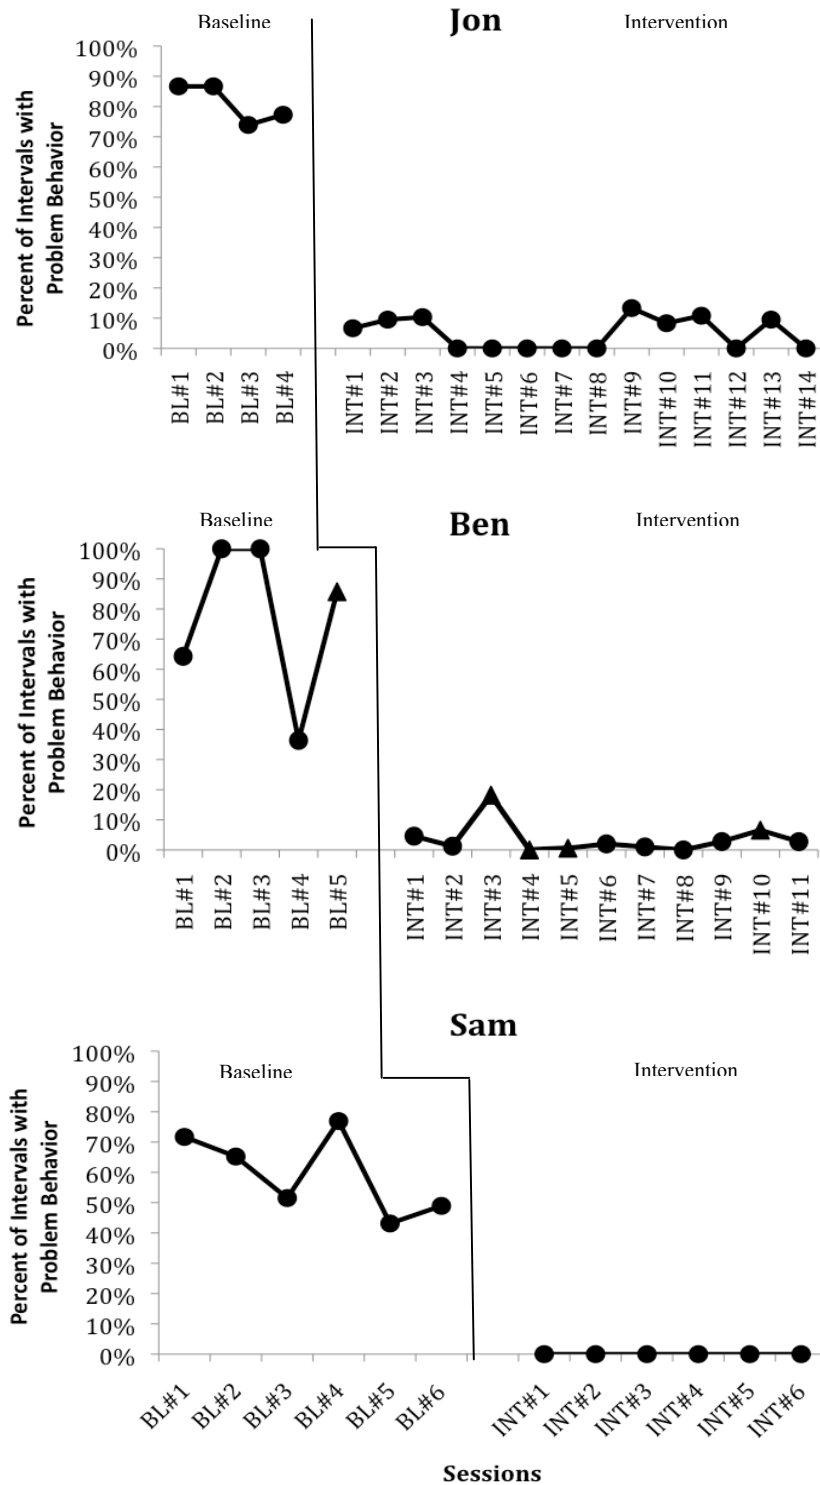 Baseline
Jon
Intervention
Percent of Intervals with
Problem Behavior
100%
90%
80%
70%
60%
50%
40%
30%
20%
10%
0%
BL#1
BL#2
BL#3
BL#4
INT#1
INT#2
INT#3
INT#4
INT#5
INT#6
INT#7
INT#8
INT#9
INT#10
INT#11
INT#12
INT#13
INT#14
Baseline
Ben
Intervention
Percent of Intervals with
Problem Behavior
100%
90%
80%
70%
60%
50%
40%
30%
20%
10%
0%
BL#1
BL#2
BL#3
BL#4
BL#5
INT#1
INT#2
INT#3
INT#4
INT#5
INT#6
INT#7
INT#8
INT#9
INT#10
INT#11
Sam
Baseline
Intervention
Percent of Intervals with
Problem Behavior
100%
90%
80%
70%
60%
50%
40%
30%
20%
10%
0%
BL#1
BL#2
BL#3
BL#4
BL#5
BL#6
INT#1
INT#2
INT#3
INT#4
INT#5
INT#6
Sessions